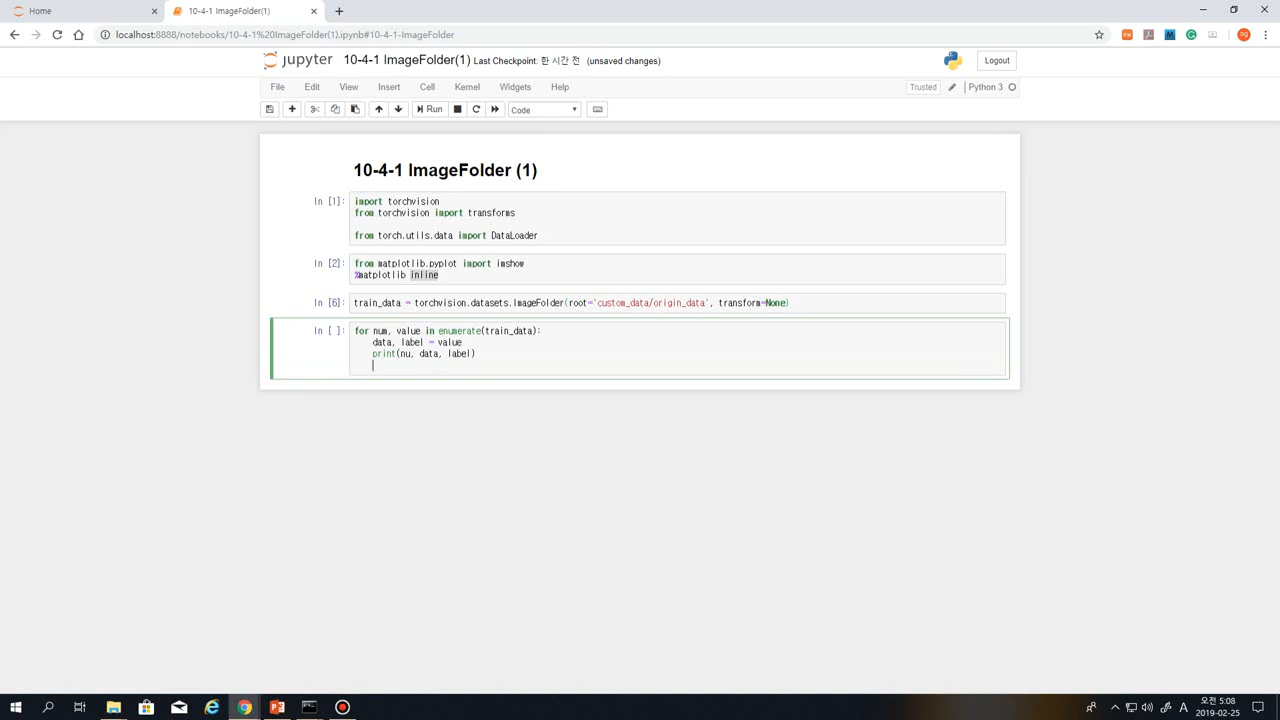 Home
10-4-1 ImageFolder(1)
localhost:8888/notebooks/10-4-1%20ImageFolder(1).ipynb#10-4-1-ImageFolder
jupyter 10-4-1 ImageFolder(1) Last Checkpoint: 한 시간 전 (unsaved changes)
Logout
File Edit View Insert Cell Kernel Widgets Help
Trusted Python 3
Run Code
10-4-1 ImageFolder (1)
In [1]: import torchvision
from torchvision import transforms
from torch.utils.data import DataLoader
In [2]: from matplotlib.pyplot import imshow
%matplotlib inline
In [6]: train_data = torchvision.datasets.ImageFolder(root='custom_data/origin_data', transform=None)
In [ ]: for num, value in enumerate(train_data):
data, label = value
print(nu, data, label)
A
오전 5:08
2019-02-25